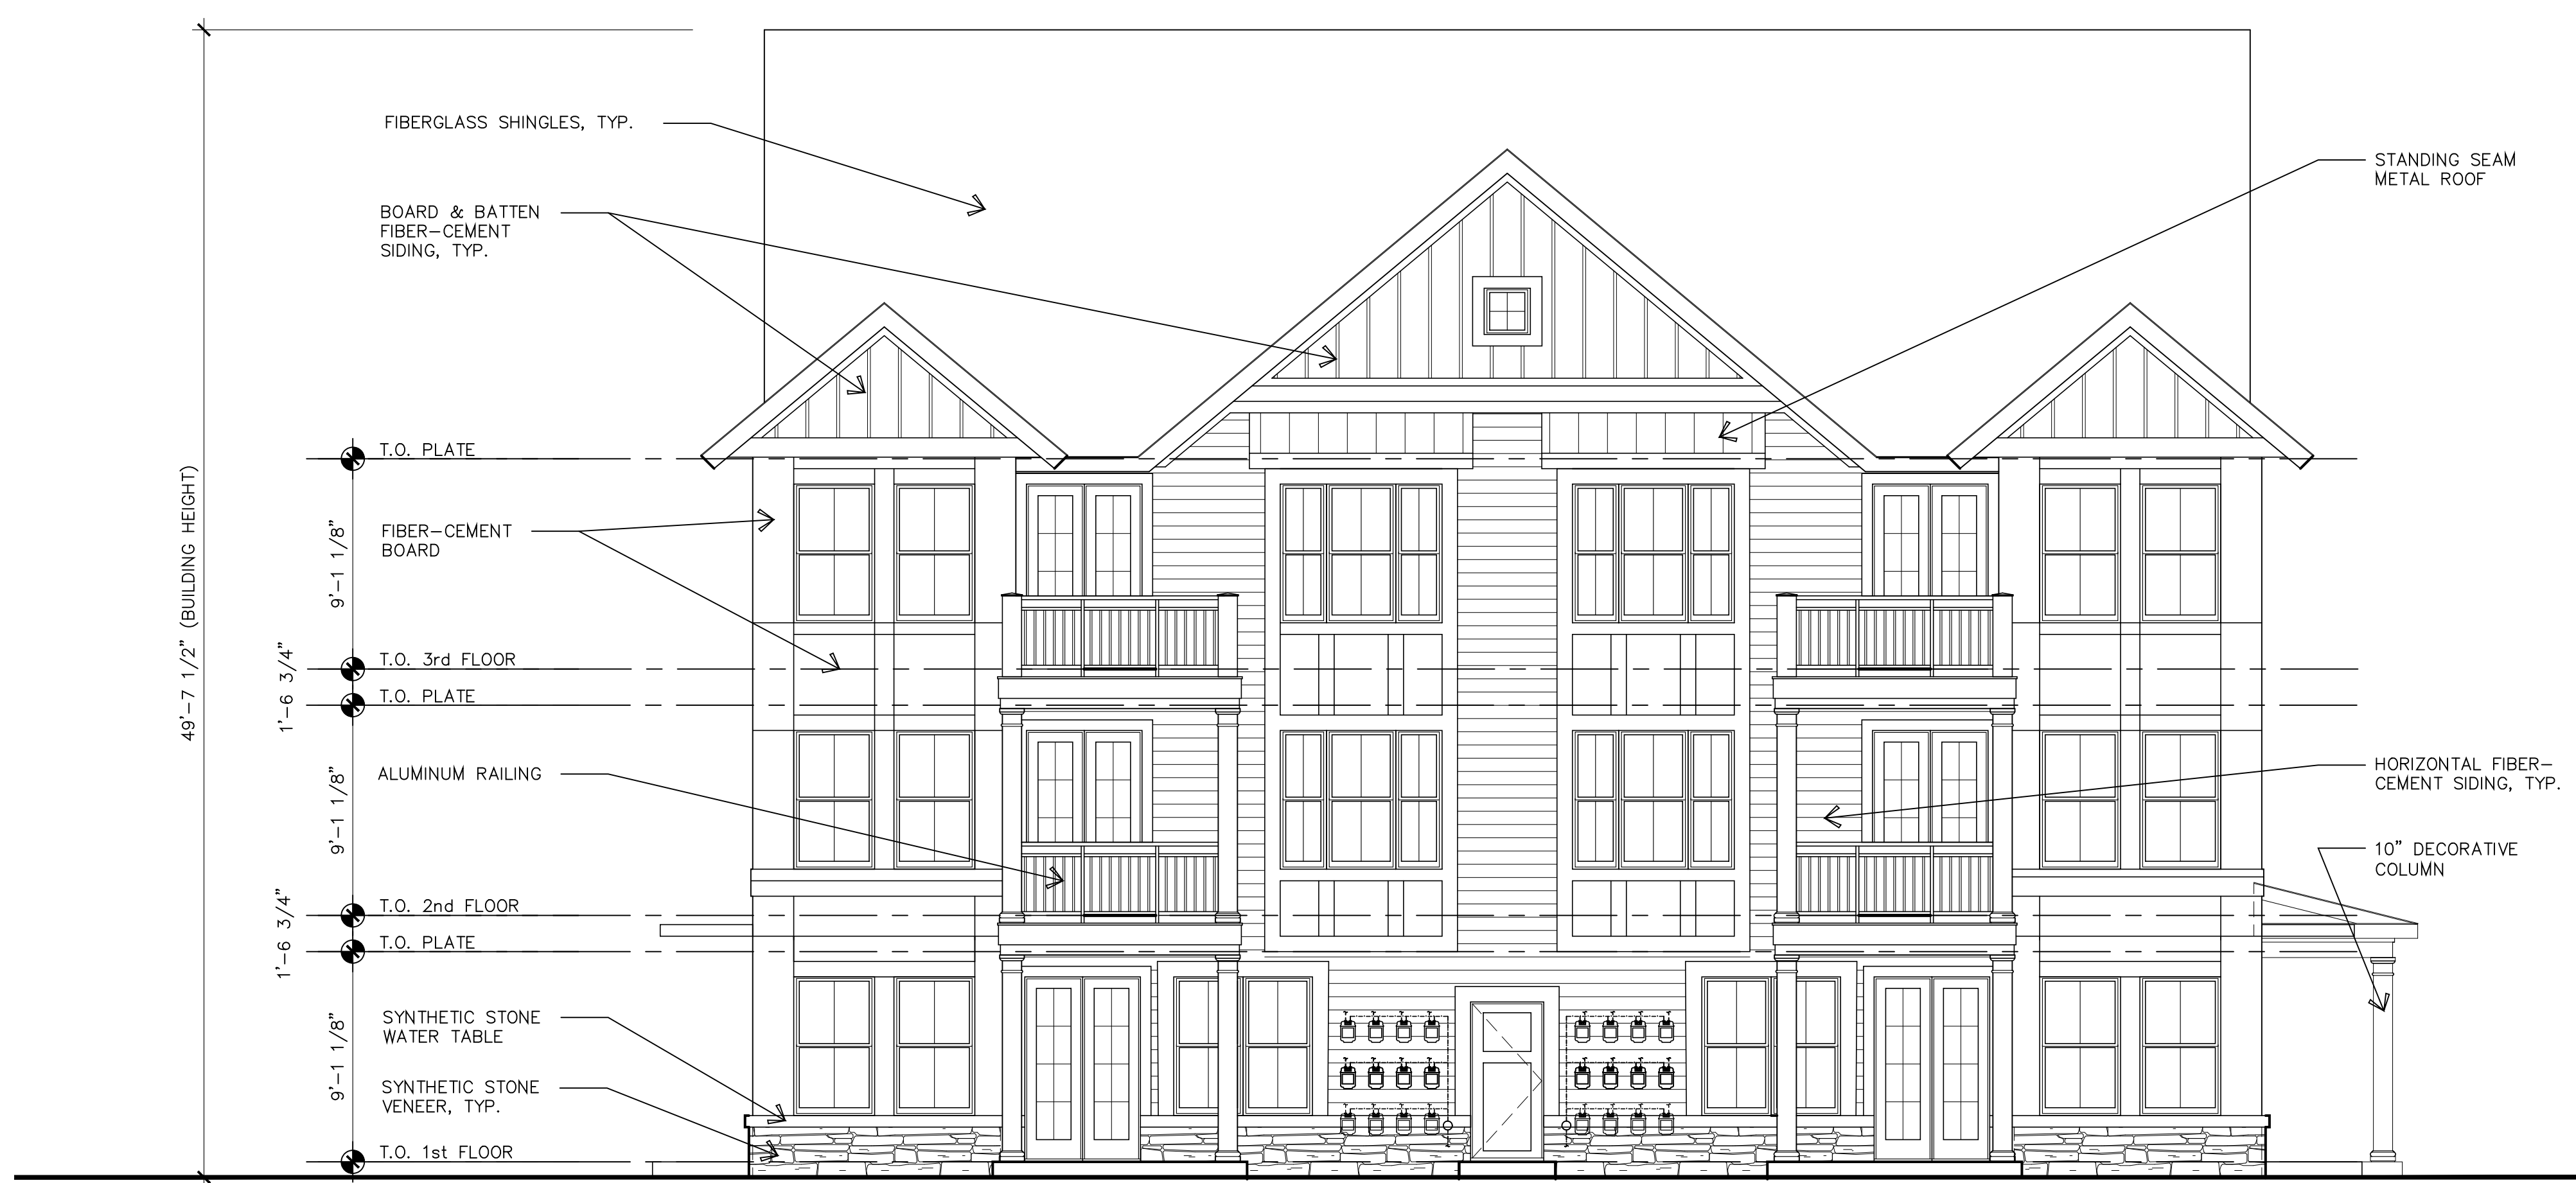 FIBERGLASS SHINGLES, TYP.
STANDING SEAM
METAL ROOF
BOARD & BATTEN
FIBER-CEMENT
SIDING, TYP.
T.O. PLATE
49'-7 1/2" (BUILDING HEIGHT)
9'-1 1/8"
FIBER-CEMENT
BOARD
1'-6 3/4"
T.O. 3rd FLOOR
T.O. PLATE
9'-1 1/8"
ALUMINUM RAILING
HORIZONTAL FIBER-
CEMENT SIDING, TYP.
10" DECORATIVE
COLUMN
1'-6 3/4"
T.O. 2nd FLOOR
T.O. PLATE
9'-1 1/8"
SYNTHETIC STONE
WATER TABLE
SYNTHETIC STONE
VENEER, TYP.
T.O. 1st FLOOR